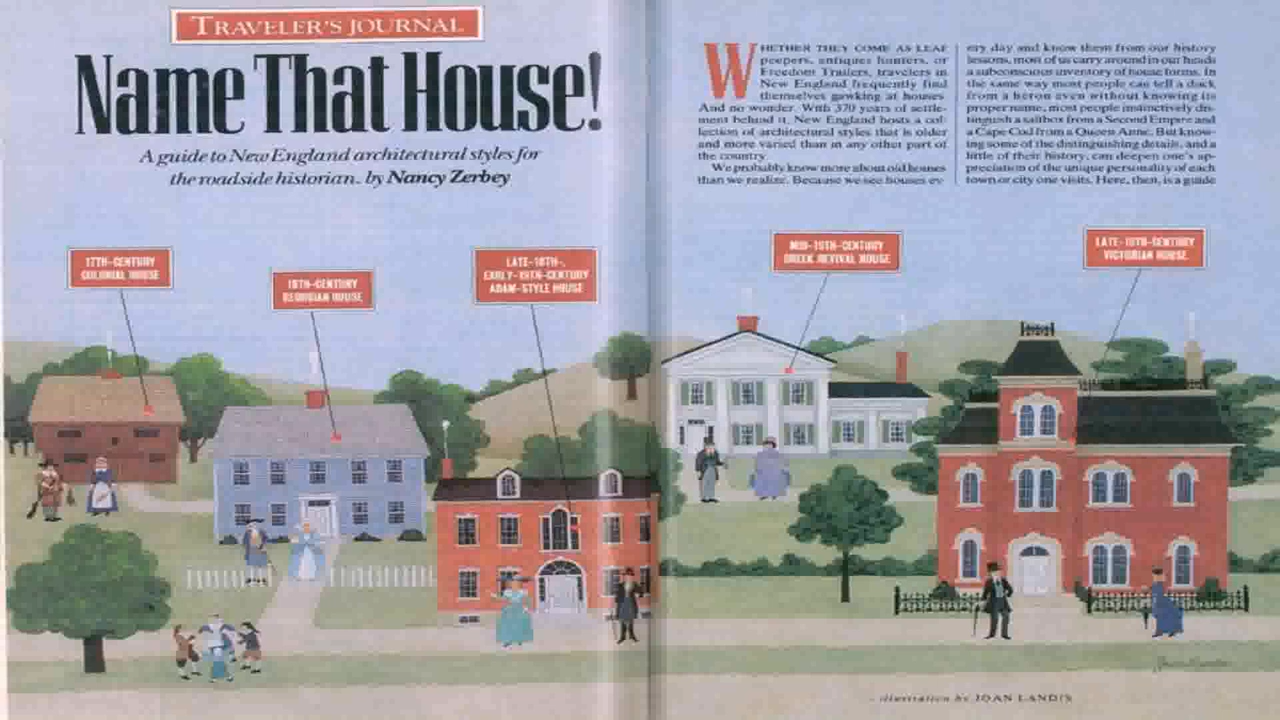 TRAVELER'S JOURNAL
Name That House!
A guide to New England architectural styles for
the roadside historian. by Nancy Zerbey
WHETHER THEY COME AS LEAF
peepers, antiques hunters, or
Freedom Trailers, travelers in
New England frequently find
themselves gawking at houses.
And no wonder. With 370 years of settle-
ment behind it, New England hosts a col-
lection of architectural styles that is older
and more varied than in any other part of
the country.
We probably know more about old houses
than we realize. Because we see houses ev-
ery day and know them from our history
lessons, most of us carry around in our heads
a subconscious inventory of house forms. In
the same way most people can tell a duck
from a heron even without knowing its
proper name, most people instinctively dis-
tinguish a saltbox from a Second Empire and
a Cape Cod from a Queen Anne. But know-
ing some of the distinguishing details, and a
little of their history, can deepen one's ap-
preciation of the unique personality of each
town or city one visits. Here, then, is a guide
17TH-CENTURY
COLONIAL HOUSE
18TH-CENTURY
GEORGIAN HOUSE
LATE-18TH-,
EARLY-19TH-CENTURY
ADAM-STYLE HOUSE
MID-19TH-CENTURY
GREEK REVIVAL HOUSE
LATE-19TH-CENTURY
VICTORIAN HOUSE
- illustration by JOAN LANDIS